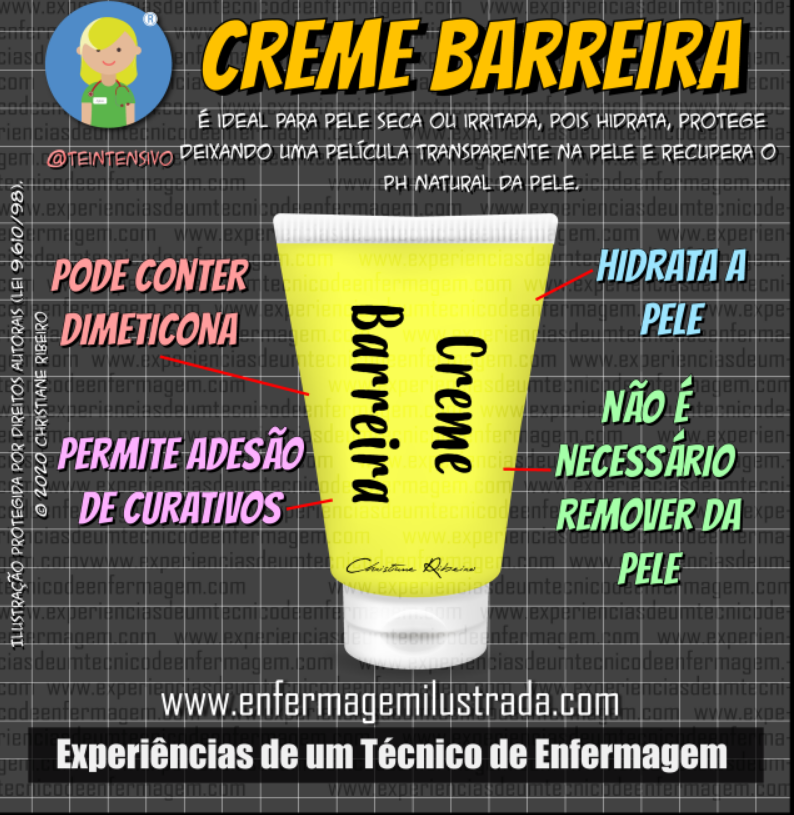 ®
CREME BARREIRA
É IDEAL PARA PELE SECA OU IRRITADA, POIS HIDRATA, PROTEGE
DEIXANDO UMA PELÍCULA TRANSPARENTE NA PELE E RECUPERA O
PH NATURAL DA PELE.
@TEINTENSIVO
PODE CONTER
DIMETICONA
HIDRATA A
PELE
PERMITE ADESÃO
DE CURATIVOS
NÃO É
NECESSÁRIO
REMOVER DA
PELE
Creme
Barreira
Christiane Ribeiro
ILUSTRAÇÃO PROTEGIDA POR DIREITOS AUTORAIS (LEI 9.610/98).
© 2020 CHRISTIANE RIBEIRO
www.enfermagemilustrada.com
Experiências de um Técnico de Enfermagem